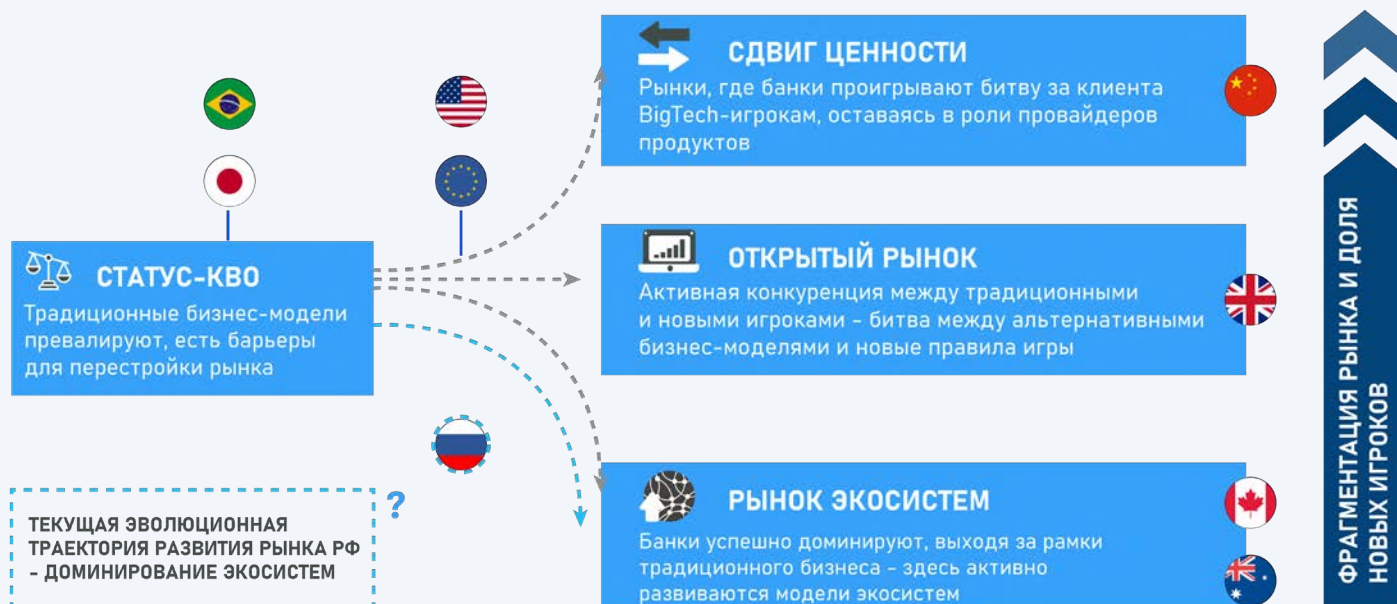 СДВИГ ЦЕННОСТИ
Рынки, где банки проигрывают битву за клиента
BigTech-игрокам, оставаясь в роли провайдеров
продуктов
СТАТУС-КВО
Традиционные бизнес-модели
превалируют, есть барьеры
для перестройки рынка
ОТКРЫТЫЙ РЫНОК
Активная конкуренция между традиционными
и новыми игроками – битва между альтернативными
бизнес-моделями и новые правила игры
?
ТЕКУЩАЯ ЭВОЛЮЦИОННАЯ
ТРАЕКТОРИЯ РАЗВИТИЯ РЫНКА РФ
– ДОМИНИРОВАНИЕ ЭКОСИСТЕМ
РЫНОК ЭКОСИСТЕМ
Банки успешно доминируют, выходя за рамки
традиционного бизнеса – здесь активно
развиваются модели экосистем
ФРАГМЕНТАЦИЯ РЫНКА И ДОЛЯ
НОВЫХ ИГРОКОВ